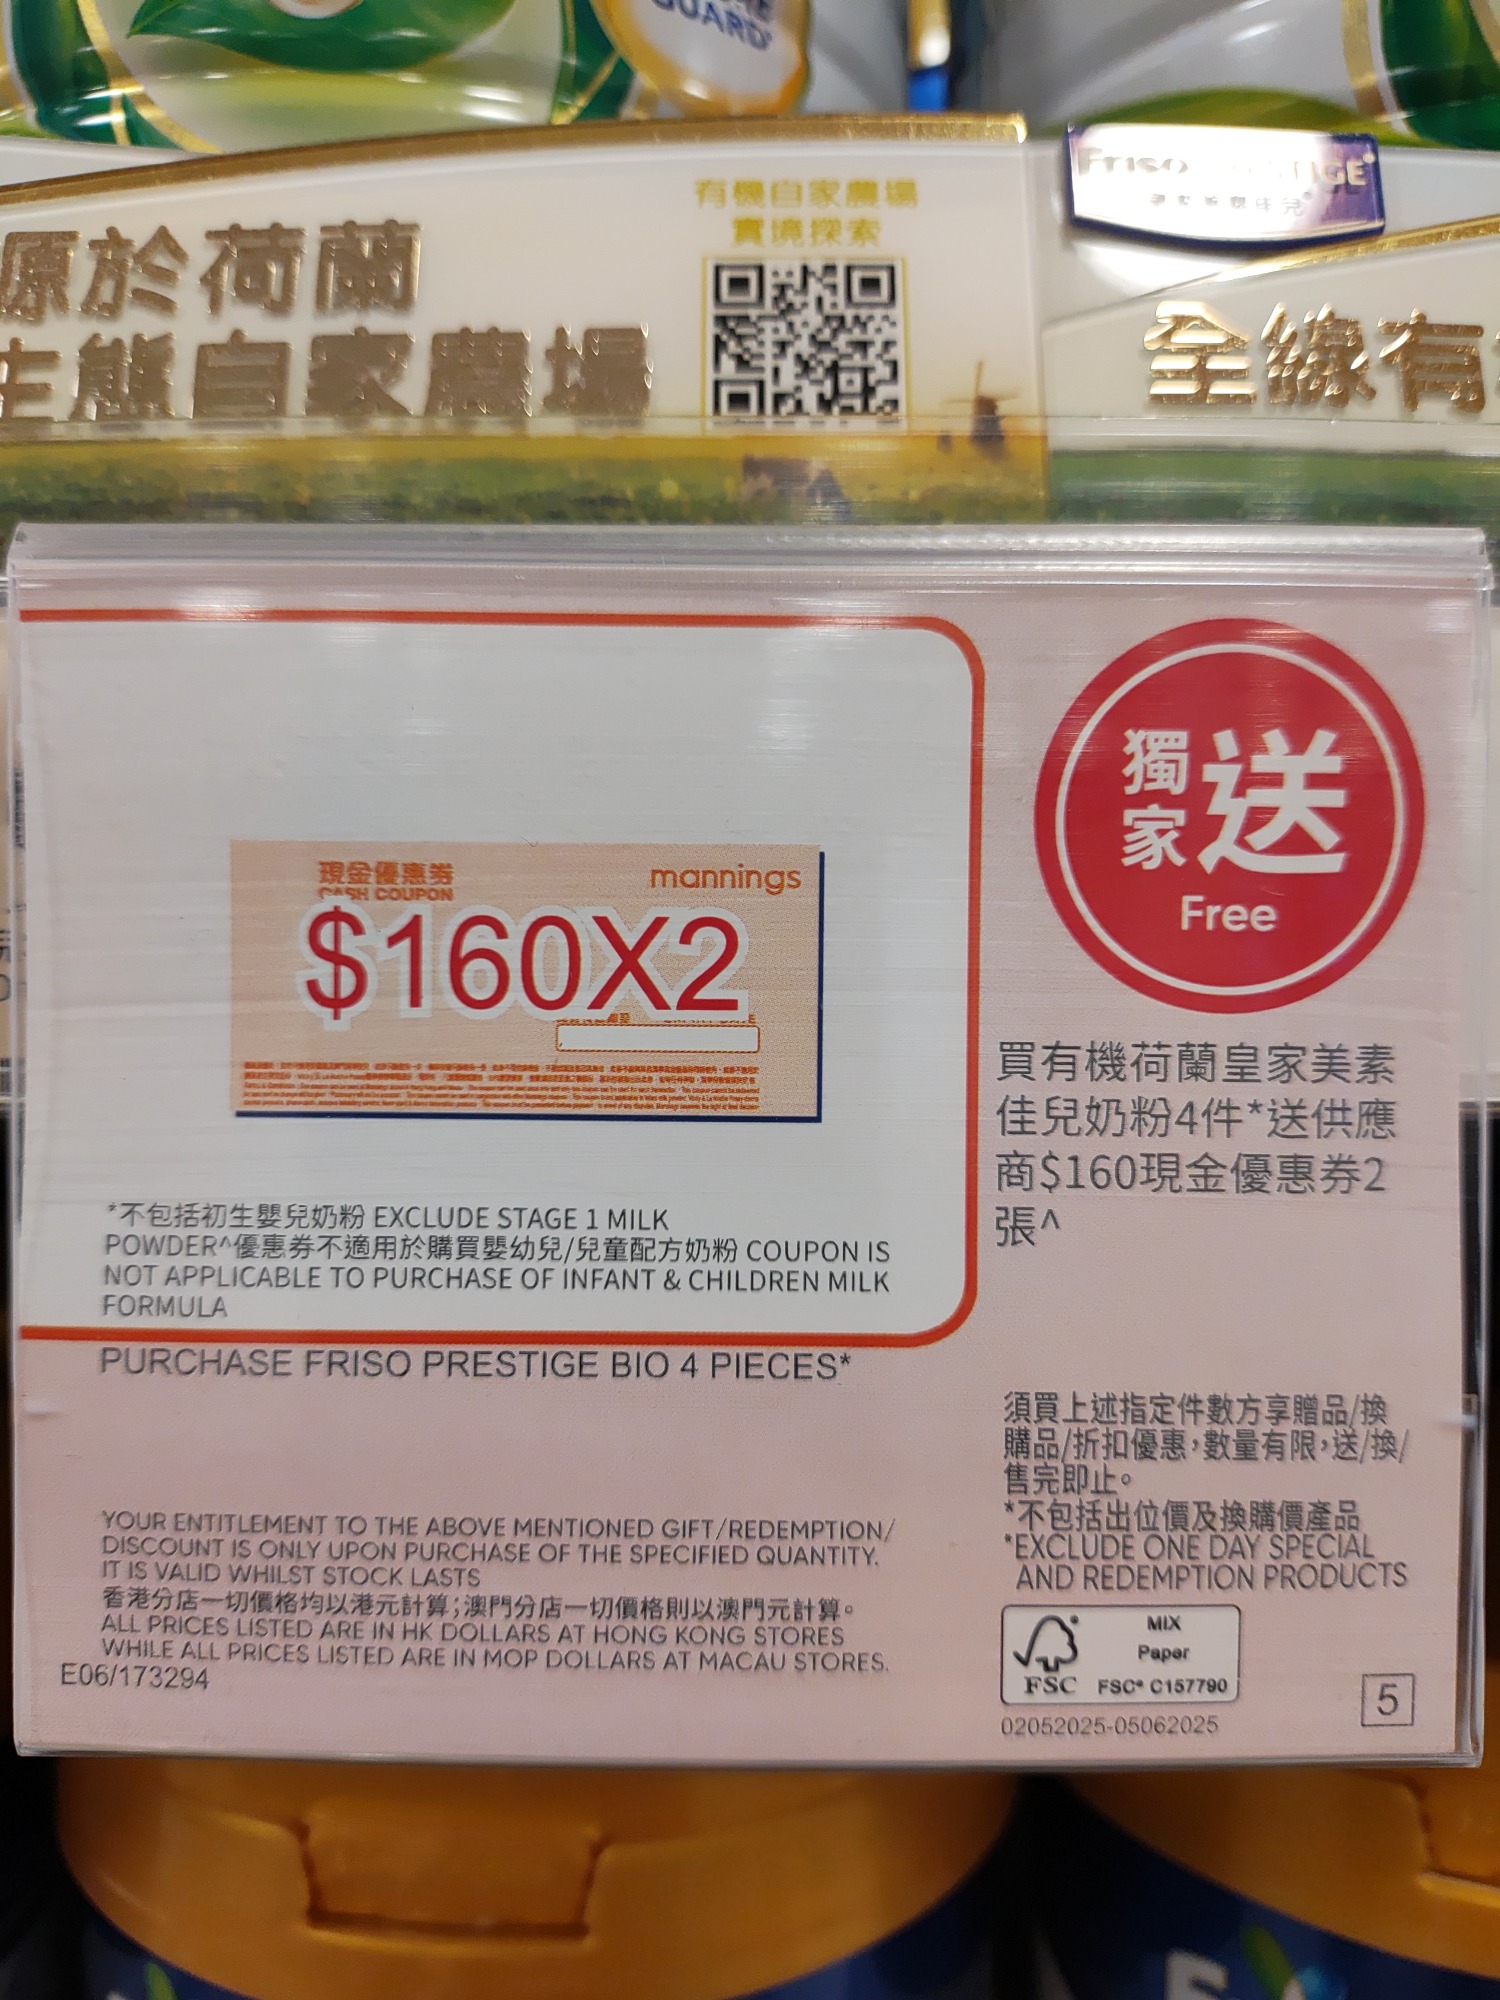 GUARD
有機自家農場
實境探索
原於荷蘭
生態自家農場
Friso PRESTIGE
全線有
獨家送
Free
現金優惠券
CASH COUPON
mannings
$160X2
買有機荷蘭皇家美素
佳兒奶粉4件*送供應
商$160現金優惠券2
張^
*不包括初生嬰兒奶粉 EXCLUDE STAGE 1 MILK
POWDER^優惠券不適用於購買嬰幼兒/兒童配方奶粉 COUPON IS
NOT APPLICABLE TO PURCHASE OF INFANT & CHILDREN MILK
FORMULA
PURCHASE FRISO PRESTIGE BIO 4 PIECES*
須買上述指定件數方享贈品/換
購品/折扣優惠,數量有限,送/換/
售完即止。
*不包括出位價及換購價產品
*EXCLUDE ONE DAY SPECIAL
AND REDEMPTION PRODUCTS
YOUR ENTITLEMENT TO THE ABOVE MENTIONED GIFT/REDEMPTION/
DISCOUNT IS ONLY UPON PURCHASE OF THE SPECIFIED QUANTITY.
IT IS VALID WHILST STOCK LASTS
香港分店一切價格均以港元計算;澳門分店一切價格則以澳門元計算。
ALL PRICES LISTED ARE IN HK DOLLARS AT HONG KONG STORES
WHILE ALL PRICES LISTED ARE IN MOP DOLLARS AT MACAU STORES.
E06/173294
MIX
Paper
FSC
FSC® C157790
02052025-05062025
5